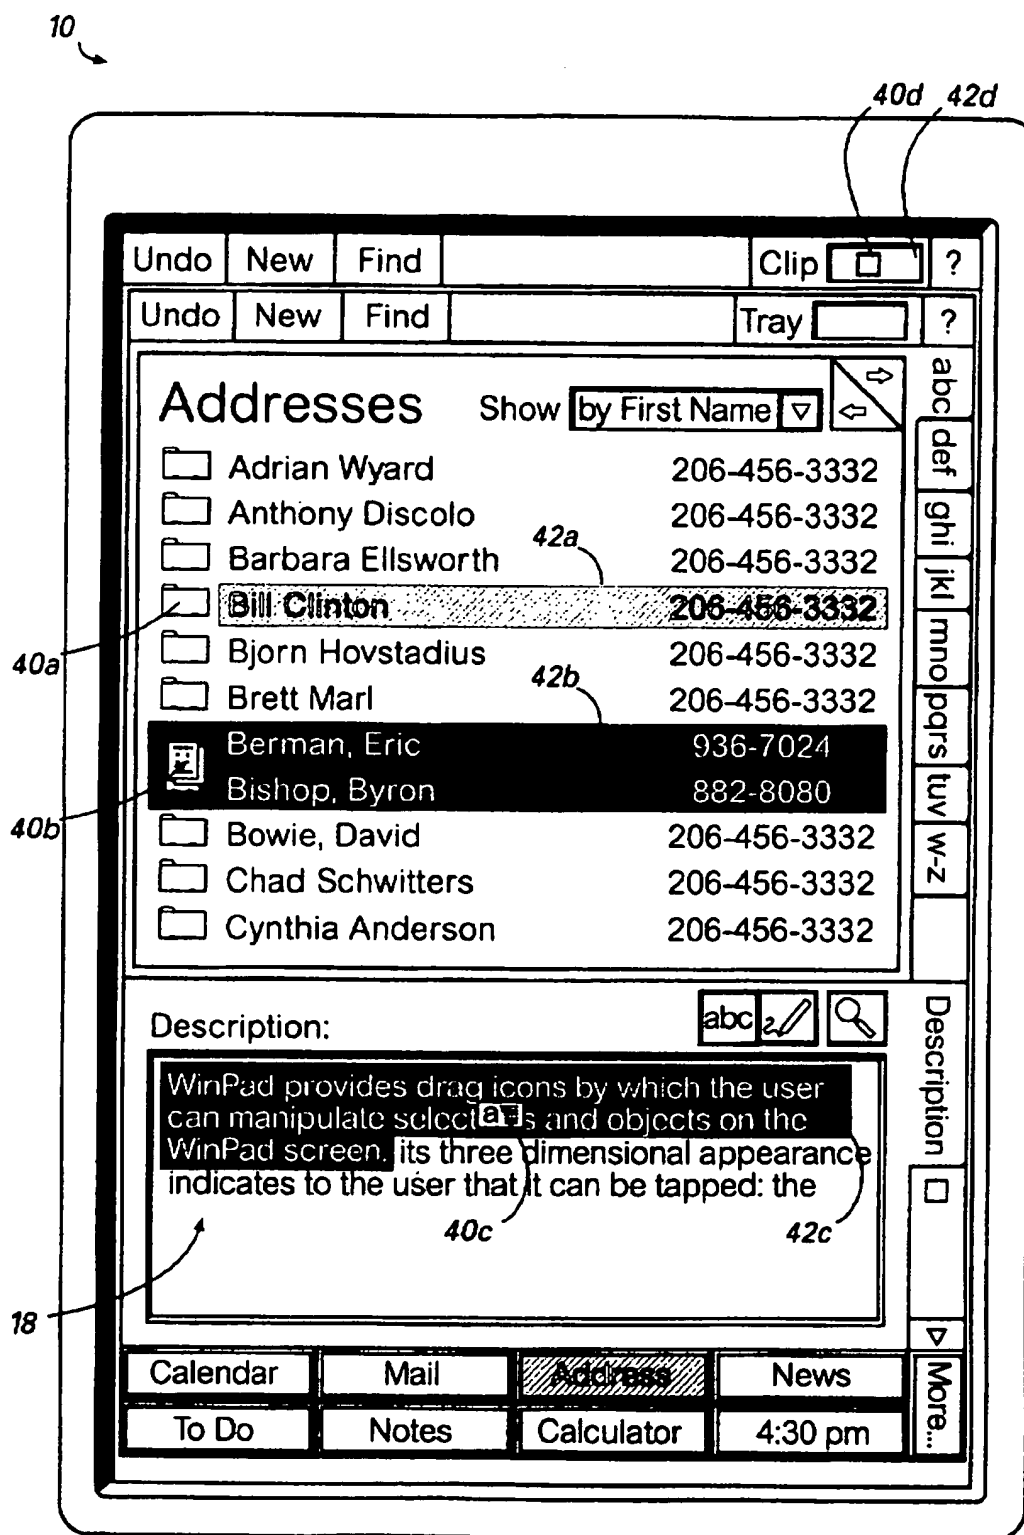 10
40d 42d
Undo New Find Clip ?
Undo New Find Tray ?
Addresses Show by First Name
Adrian Wyard 206-456-3332
Anthony Discolo 206-456-3332
42a
Barbara Ellsworth 206-456-3332
Bill Clinton 206-456-3332
40a
Bjorn Hovstadius 206-456-3332
42b
Brett Marl 206-456-3332
Berman, Eric 936-7024
Bishop, Byron 882-8080
40b
Bowie, David 206-456-3332
Chad Schwitters 206-456-3332
Cynthia Anderson 206-456-3332
abc
def
ghi
jkl
mno
pqrs
tuv
w-z
Description: abc
WinPad provides drag icons by which the user
can manipulate select a s and objects on the
WinPad screen. its three dimensional appearance
indicates to the user that it can be tapped: the
40c 42c
18
Description
Calendar Mail Address News
To Do Notes Calculator 4:30 pm
More...